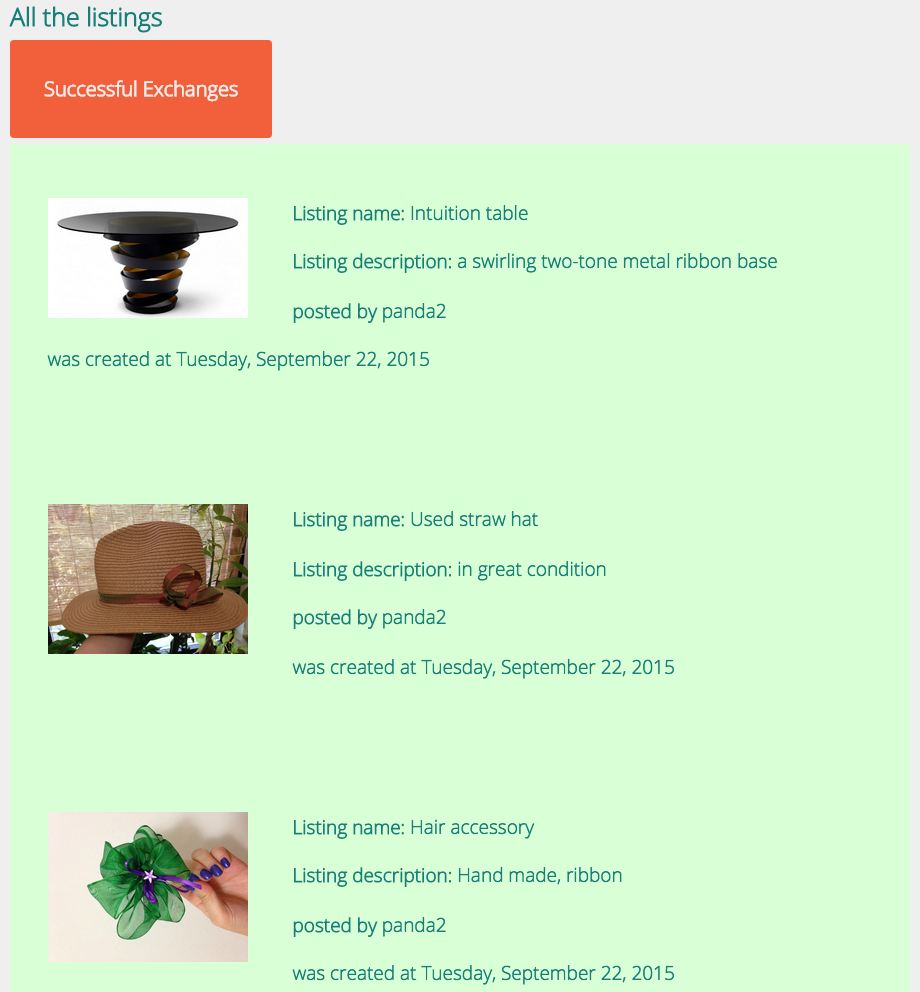 All the listings
Successful Exchanges
Listing name: Intuition table
Listing description: a swirling two-tone metal ribbon base
posted by panda2
was created at Tuesday, September 22, 2015
Listing name: Used straw hat
Listing description: in great condition
posted by panda2
was created at Tuesday, September 22, 2015
Listing name: Hair accessory
Listing description: Hand made, ribbon
posted by panda2
was created at Tuesday, September 22, 2015